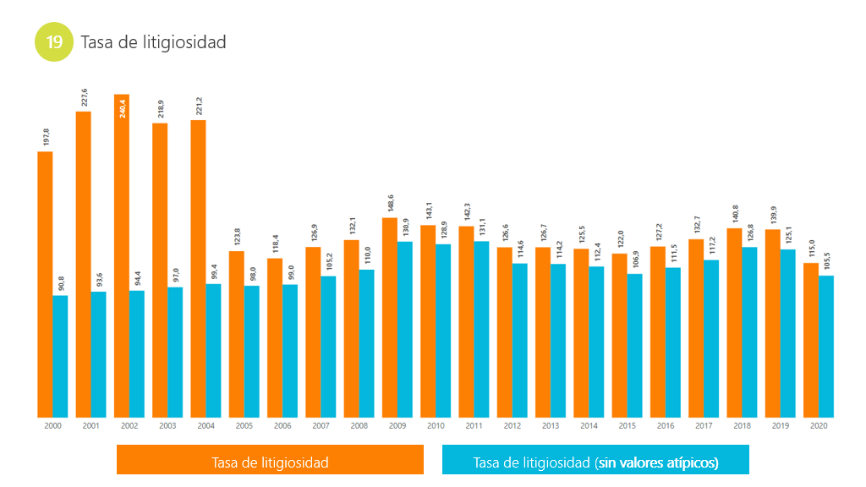 19 Tasa de litigiosidad
197,8 90,8 227,6 93,6 240,4 94,4 218,9 97,0 221,2 99,4 123,8 98,0 118,4 99,0 126,9 105,2 132,1 110,0 148,6 130,9 143,1 128,9 142,3 131,1 126,6 114,6 126,7 114,2 125,5 112,4 122,0 106,9 127,2 111,5 132,7 117,2 140,8 126,8 139,9 125,1 115,0 105,5
2000 2001 2002 2003 2004 2005 2006 2007 2008 2009 2010 2011 2012 2013 2014 2015 2016 2017 2018 2019 2020
Tasa de litigiosidad Tasa de litigiosidad (sin valores atípicos)